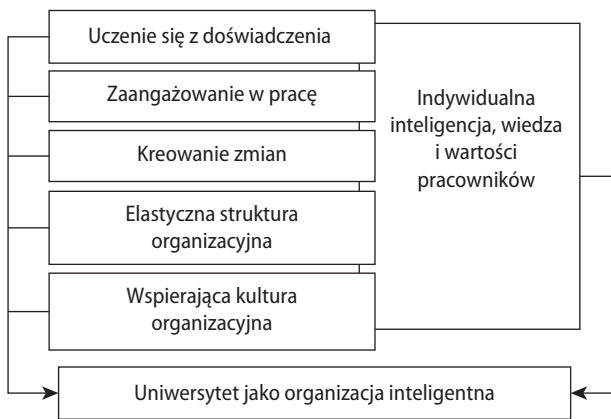 Uczenie się z doświadczenia
Zaangażowanie w pracę
Kreowanie zmian
Elastyczna struktura
organizacyjna
Wspierająca kultura
organizacyjna
Indywidualna
inteligencja, wiedza
i wartości
pracowników
Uniwersytet jako organizacja inteligentna